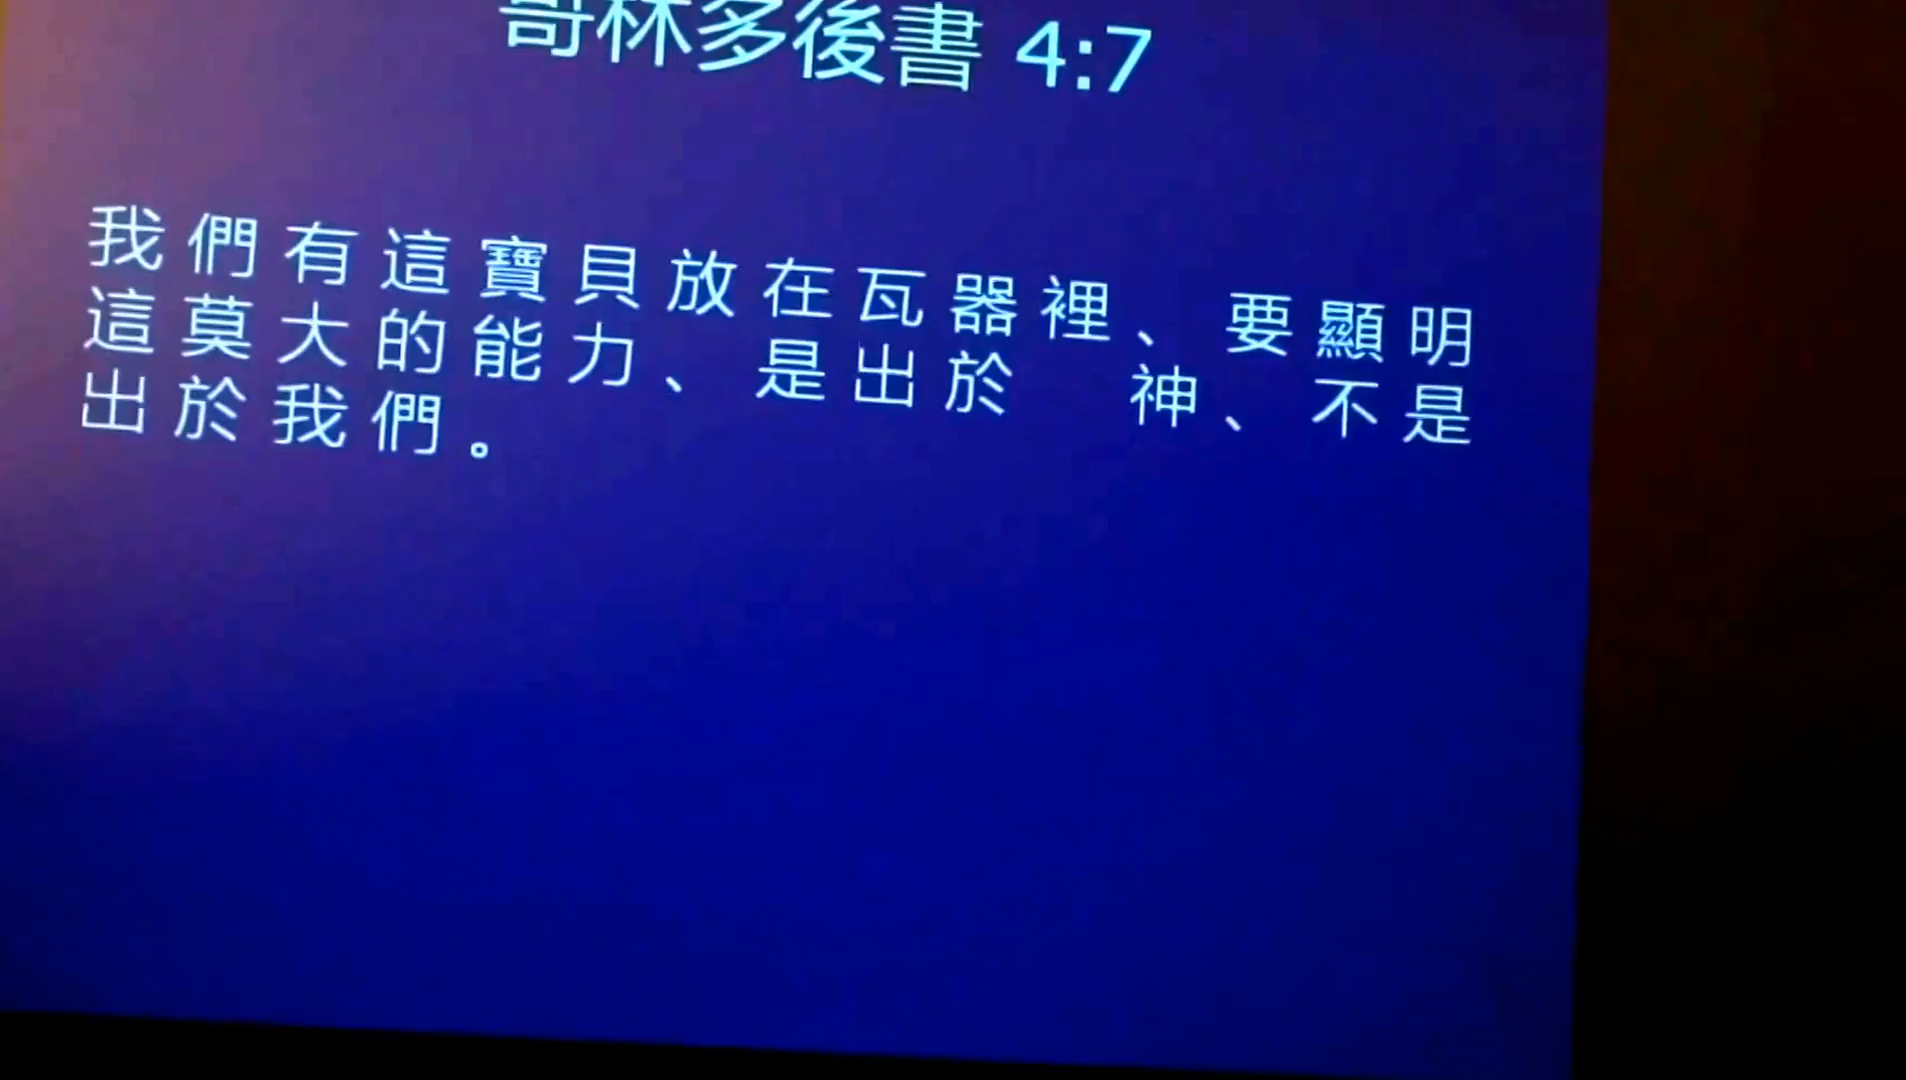 哥林多後書 4:7
我們有這寶貝放在瓦器裡、要顯明
這莫大的能力、是出於　神、不是
出於我們。